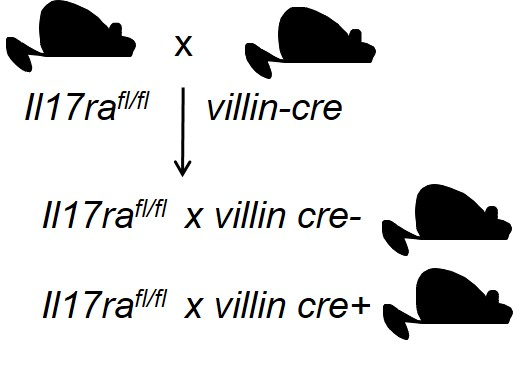 x
Il17rafl/fl villin-cre
Il17rafl/fl x villin cre-
Il17rafl/fl x villin cre+